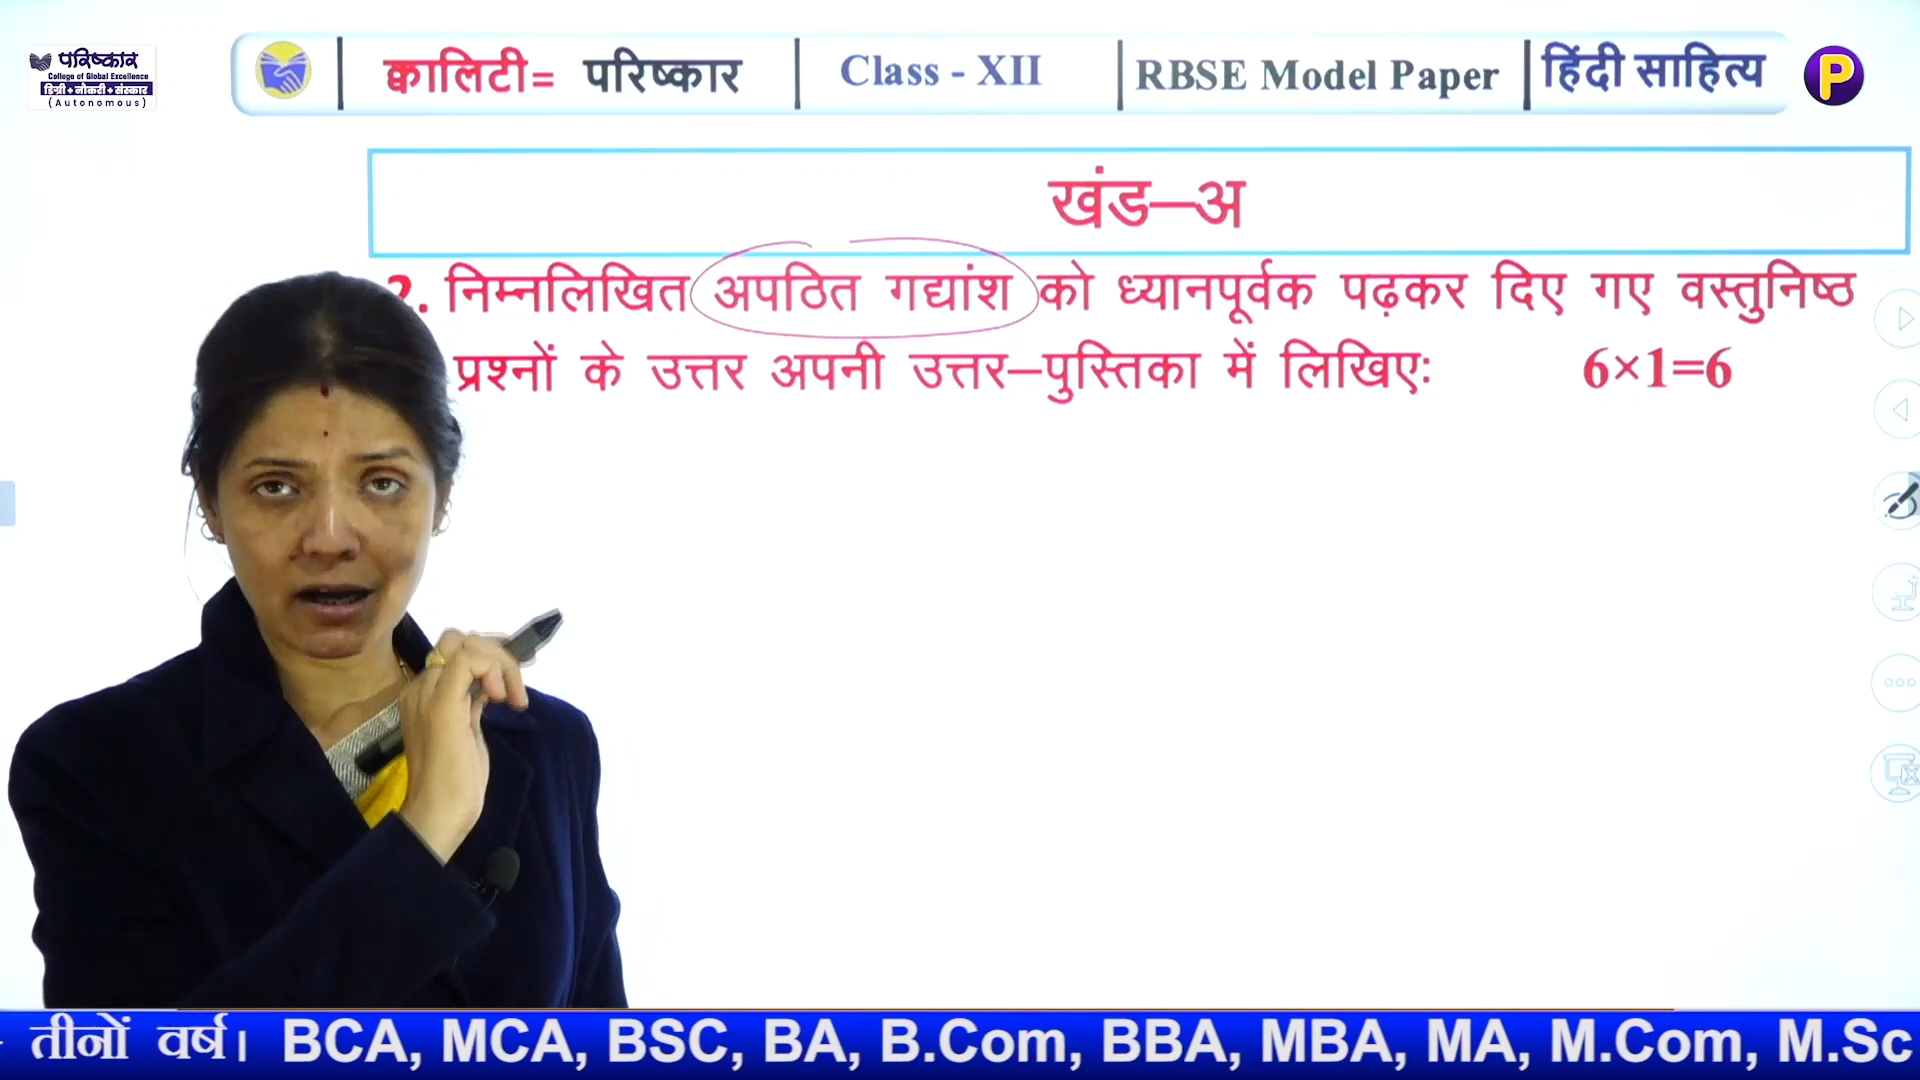 परिष्कार
College of Global Excellence
डिग्री + नौकरी + संस्कार
(Autonomous)
क्वालिटी= परिष्कार
Class - XII
RBSE Model Paper
हिंदी साहित्य
P
खंड–अ
2. निम्नलिखित अपठित गद्यांश को ध्यानपूर्वक पढ़कर दिए गए वस्तुनिष्ठ
प्रश्नों के उत्तर अपनी उत्तर–पुस्तिका में लिखिएः 6×1=6
तीनों वर्ष। BCA, MCA, BSC, BA, B.Com, BBA, MBA, MA, M.Com, M.Sc